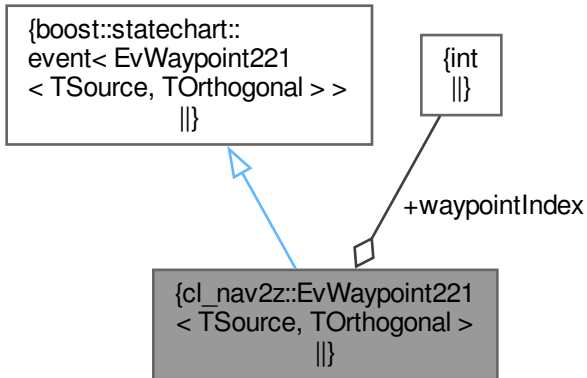 {boost::statechart::
event< EvWaypoint221
< TSource, TOrthogonal > >
||}
{int
||}
+waypointIndex
{cl_nav2z::EvWaypoint221
< TSource, TOrthogonal >
||}